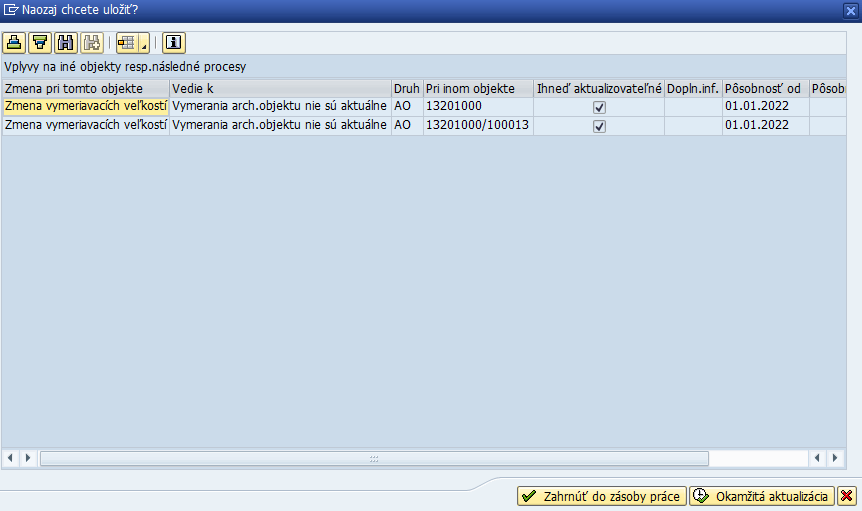 Naozaj chcete uložiť?
Vplyvy na iné objekty resp.následné procesy
Zmena pri tomto objekte Vedie k Druh Pri inom objekte Ihneď aktualizovateľné Dopln.inf. Pôsobnosť od Pôsob
Zmena vymeriavacích veľkostí Vymerania arch.objektu nie sú aktuálne AO 13201000 01.01.2022
Zmena vymeriavacích veľkostí Vymerania arch.objektu nie sú aktuálne AO 13201000/100013 01.01.2022
Zahrnúť do zásoby práce Okamžitá aktualizácia